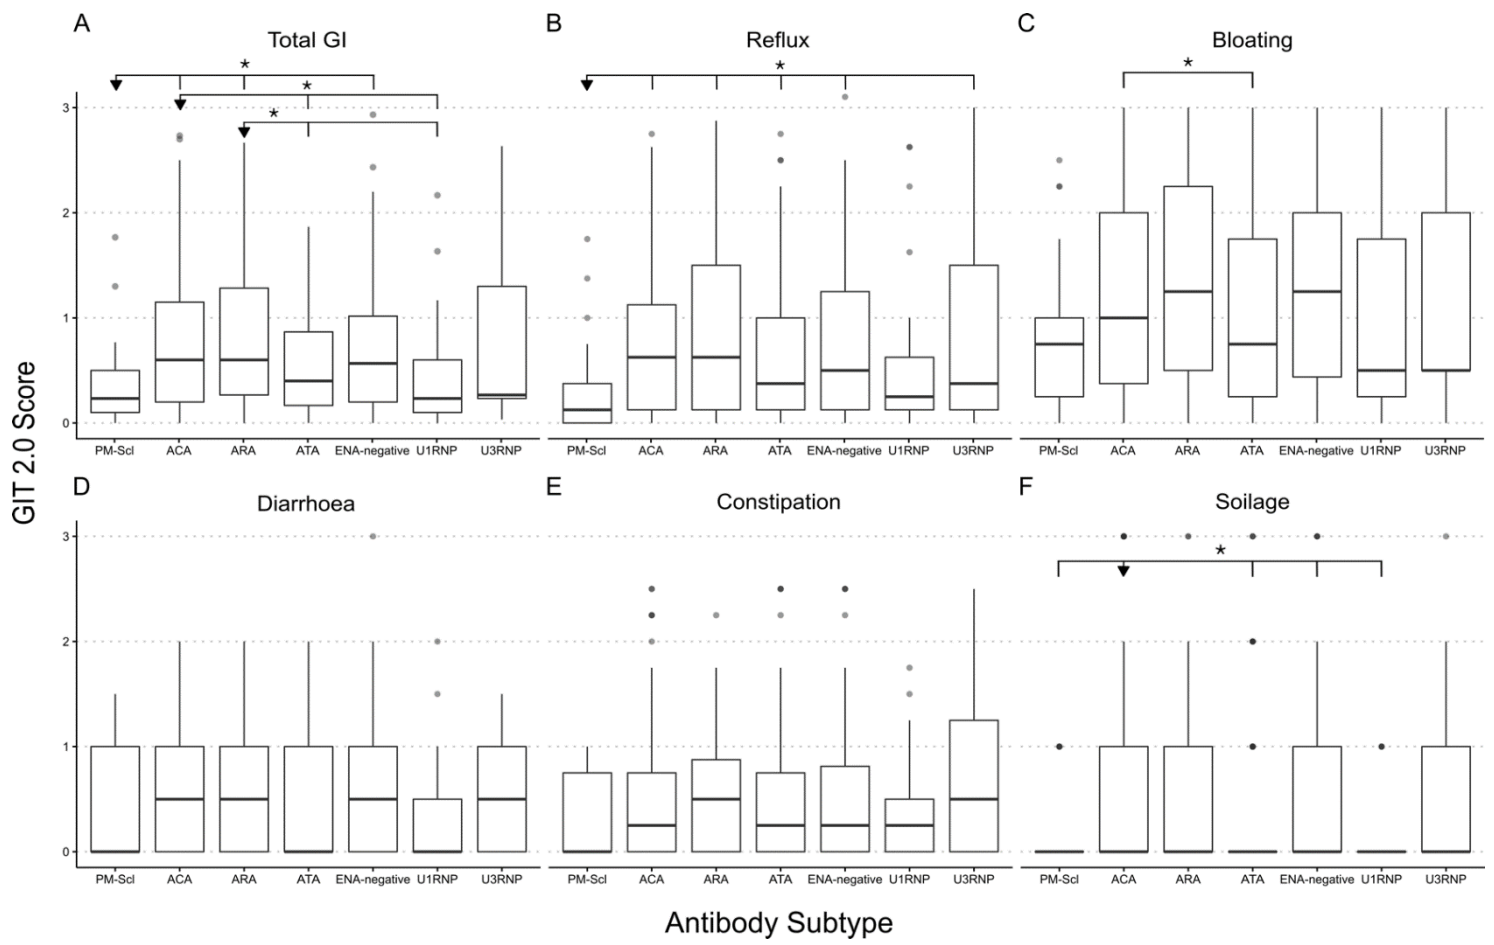 A
Total GI
B
Reflux
C
Bloating
* * *
*
*
3
2
1
0
PM-Scl ACA ARA ATA ENA-negative U1RNP U3RNP
PM-Scl ACA ARA ATA ENA-negative U1RNP U3RNP
PM-Scl ACA ARA ATA ENA-negative U1RNP U3RNP
GIT 2.0 Score
D
Diarrhoea
E
Constipation
F
Soilage
*
3
2
1
0
PM-Scl ACA ARA ATA ENA-negative U1RNP U3RNP
PM-Scl ACA ARA ATA ENA-negative U1RNP U3RNP
PM-Scl ACA ARA ATA ENA-negative U1RNP U3RNP
Antibody Subtype